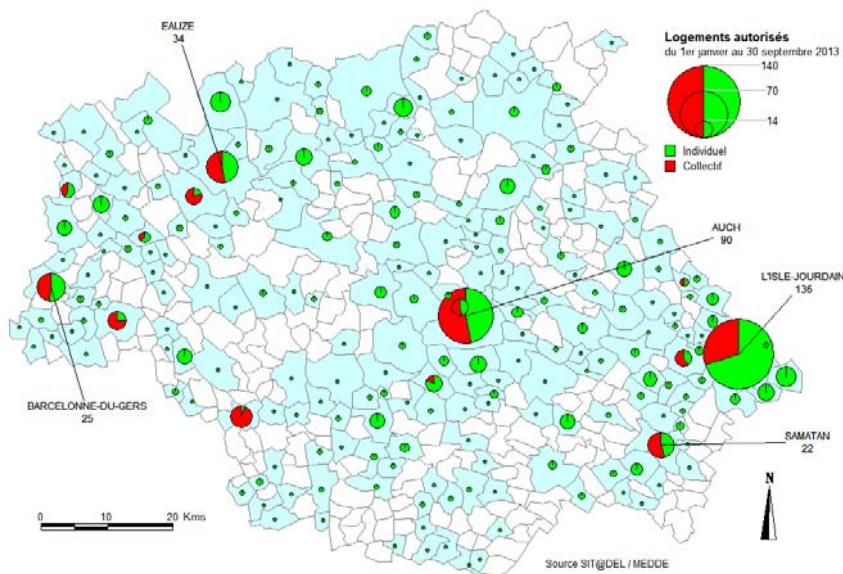 EAUZE
34
Logements autorisés
du 1er janvier au 30 septembre 2013
140
70
14
Individuel
Collectif
AUCH
90
L'ISLE-JOURDAIN
136
BARCELONNE-DU-GERS
25
SAMATAN
22
N
0 10 20 Kms
Source SIT@DEL / MEDDE